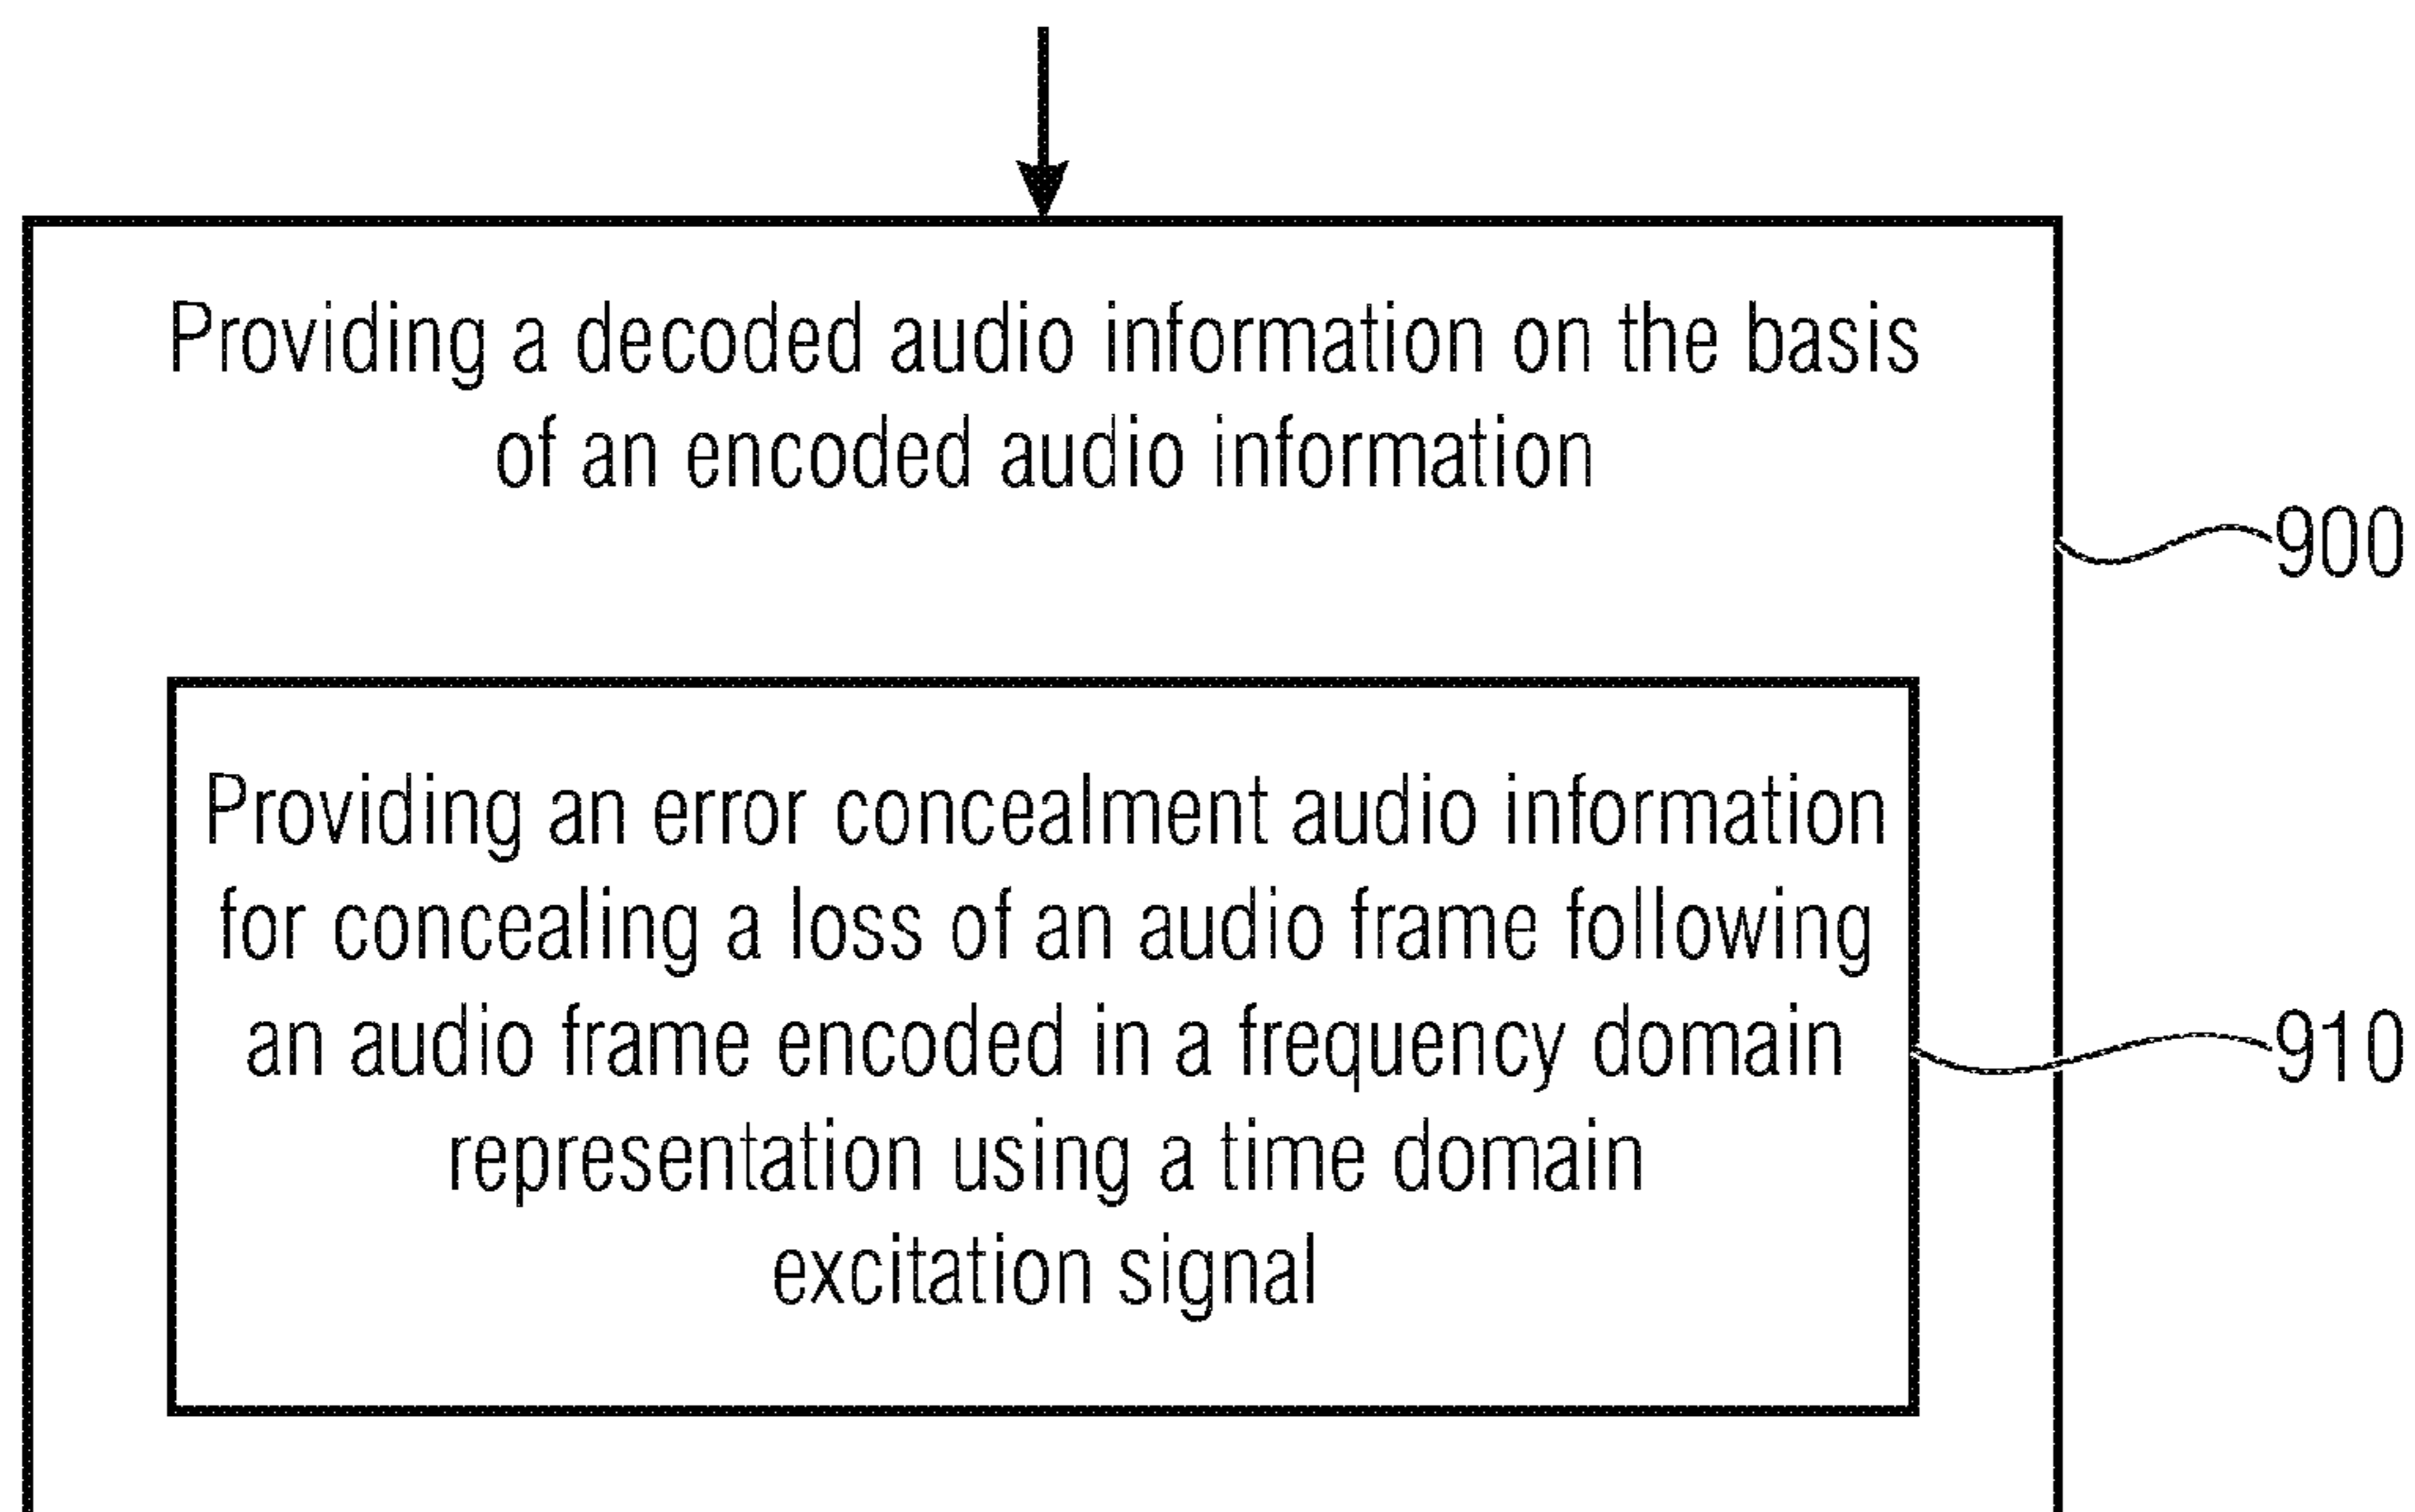 Providing a decoded audio information on the basis
of an encoded audio information
900
Providing an error concealment audio information
for concealing a loss of an audio frame following
an audio frame encoded in a frequency domain
910
representation using a time domain
excitation signal